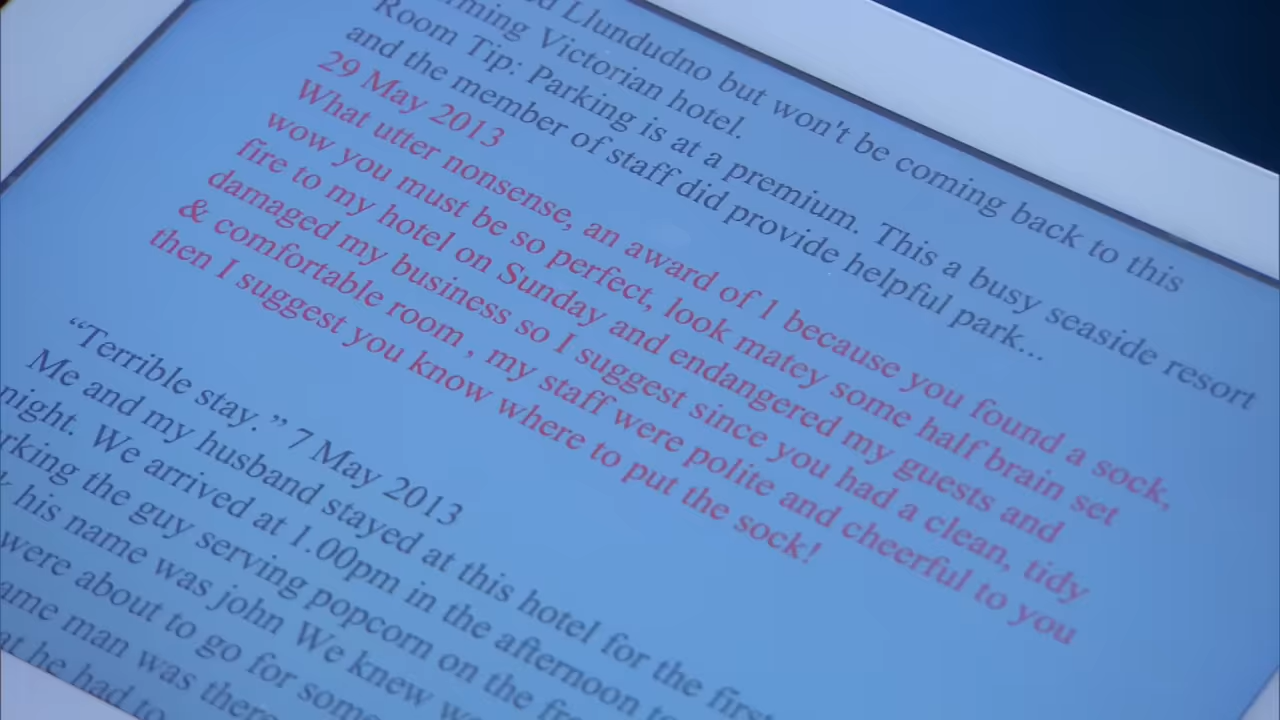 Llundudno but won't be coming back to this
Victorian hotel.
Room Tip: Parking is at a premium. This a busy seaside resort
and the member of staff did provide helpful park...
29 May 2013
What utter nonsense, an award of 1 because you found a sock,
wow you must be so perfect, look matey some half brain set
fire to my hotel on Sunday and endangered my guests and
damaged my business so I suggest since you had a clean, tidy
& comfortable room , my staff were polite and cheerful to you
then I suggest you know where to put the sock!
“Terrible stay.” 7 May 2013
Me and my husband stayed at this hotel for the first
night. We arrived at 1.00pm in the afternoon
the guy serving popcorn on the
his name was john We knew
were about to go for some
man was there
he had to